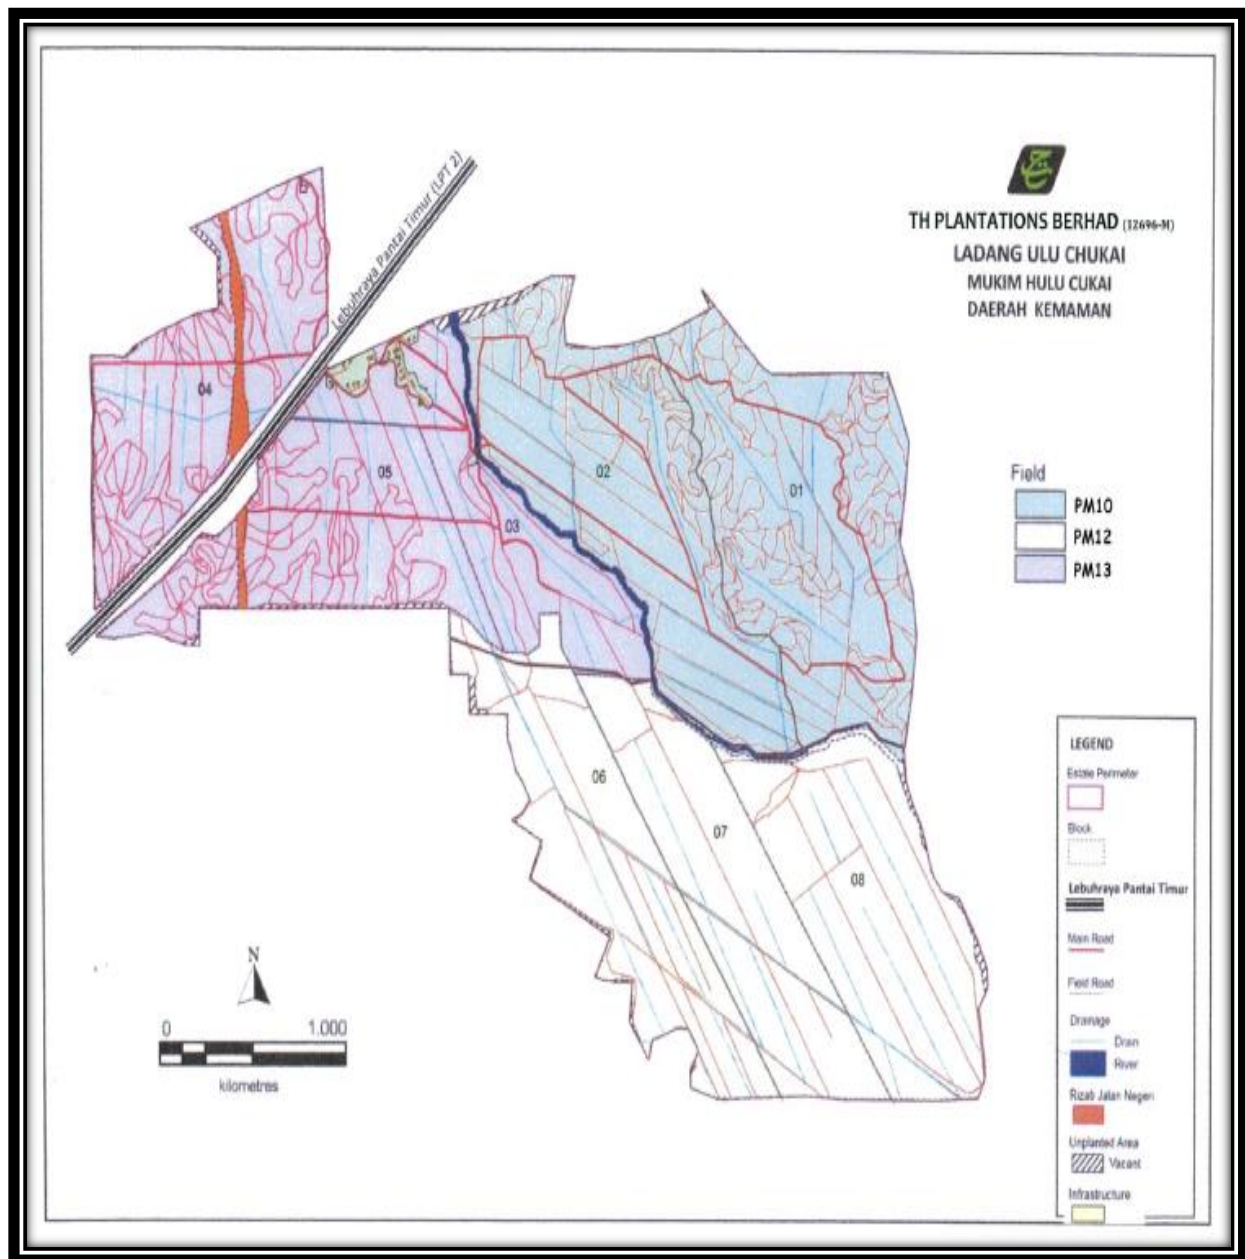 TH PLANTATIONS BERHAD (12696-M)
LADANG ULU CHUKAI
MUKIM HULU CUKAI
DAERAH KEMAMAN
Lebuhraya Pantai Timur (LPT 2)
04
05
03
02
01
06
07
08
Field
PM10
PM12
PM13
N
0 1.000
kilometres
LEGEND
Estate Perimeter
Block
Lebuhraya Pantai Timur
Main Road
Field Road
Drainage
Drain
River
Rizab Jalan Negeri
Unplanted Area
Vacant
Infrastructure